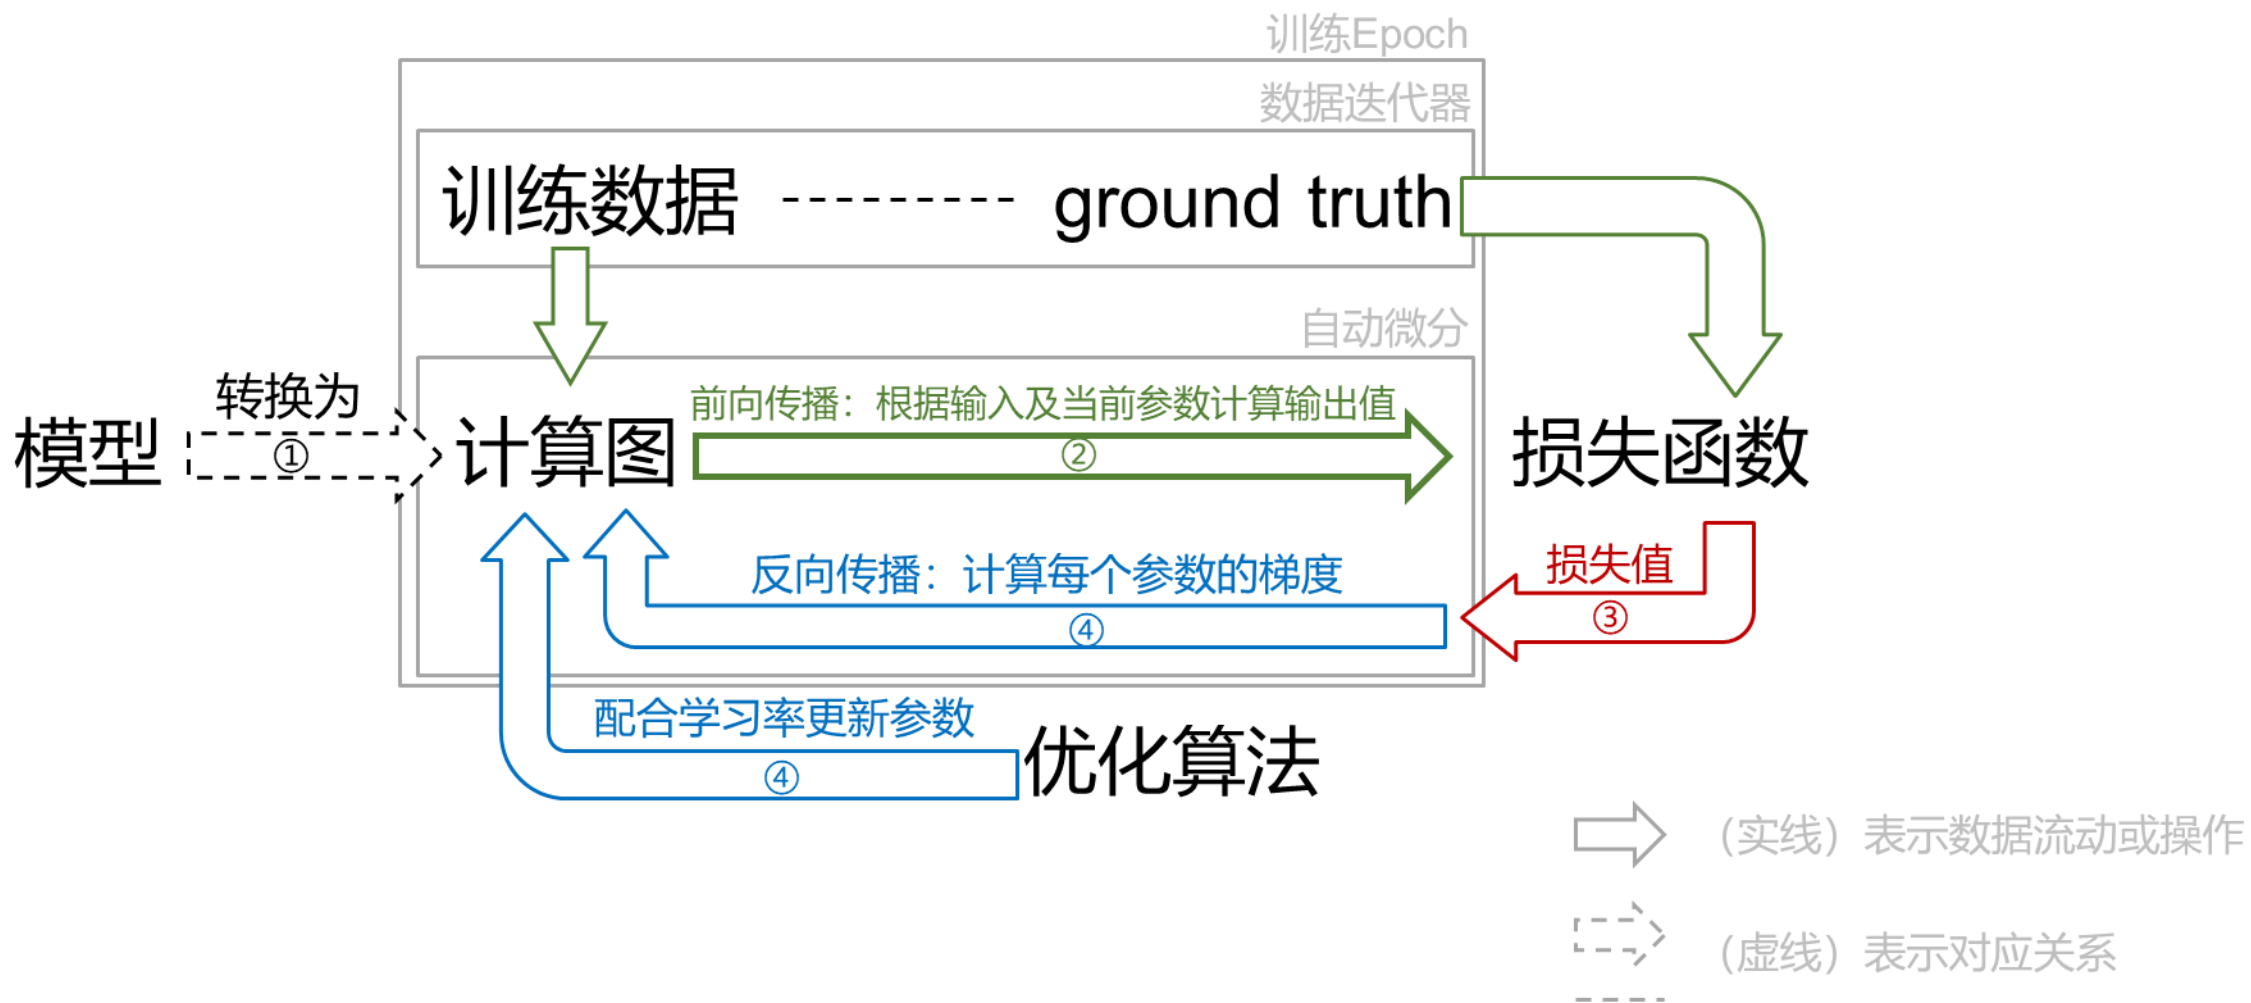 训练Epoch
数据迭代器
训练数据 --------- ground truth
自动微分
转换为
前向传播：根据输入及当前参数计算输出值
模型
①
计算图
②
损失函数
反向传播：计算每个参数的梯度
损失值
④
③
配合学习率更新参数
优化算法
④
（实线）表示数据流动或操作
（虚线）表示对应关系